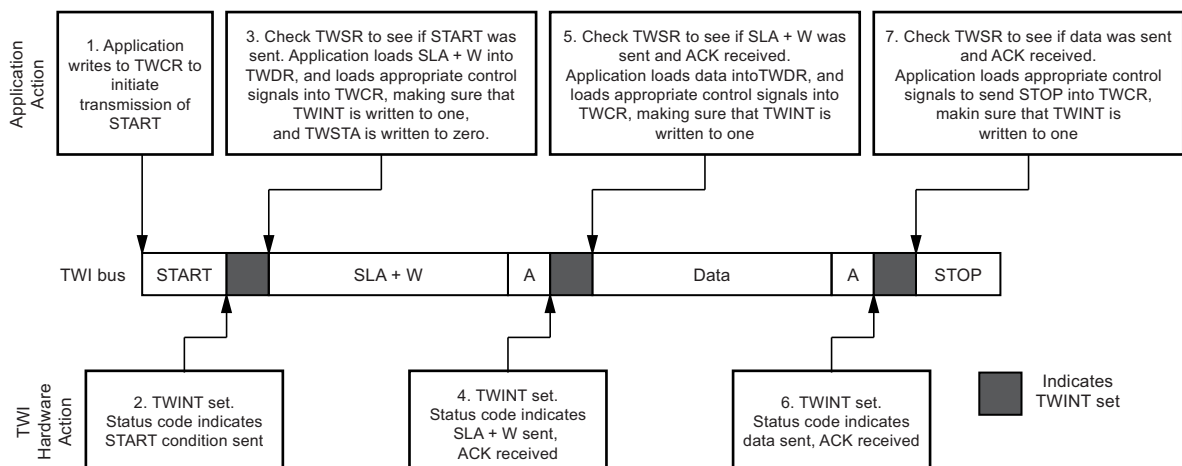 Application
Action
1. Application
writes to TWCR to
initiate
transmission of
START
3. Check TWSR to see if START was
sent. Application loads SLA + W into
TWDR, and loads appropriate control
signals into TWCR, making sure that
TWINT is written to one,
and TWSTA is written to zero.
5. Check TWSR to see if SLA + W was
sent and ACK received.
Application loads data intoTWDR, and
loads appropriate control signals into
TWCR, making sure that TWINT is
written to one
7. Check TWSR to see if data was sent
and ACK received.
Application loads appropriate control
signals to send STOP into TWCR,
makin sure that TWINT is
written to one
TWI bus
START
SLA + W
A
Data
A
STOP
TWI
Hardware
Action
2. TWINT set.
Status code indicates
START condition sent
4. TWINT set.
Status code indicates
SLA + W sent,
ACK received
6. TWINT set.
Status code indicates
data sent, ACK received
Indicates
TWINT set